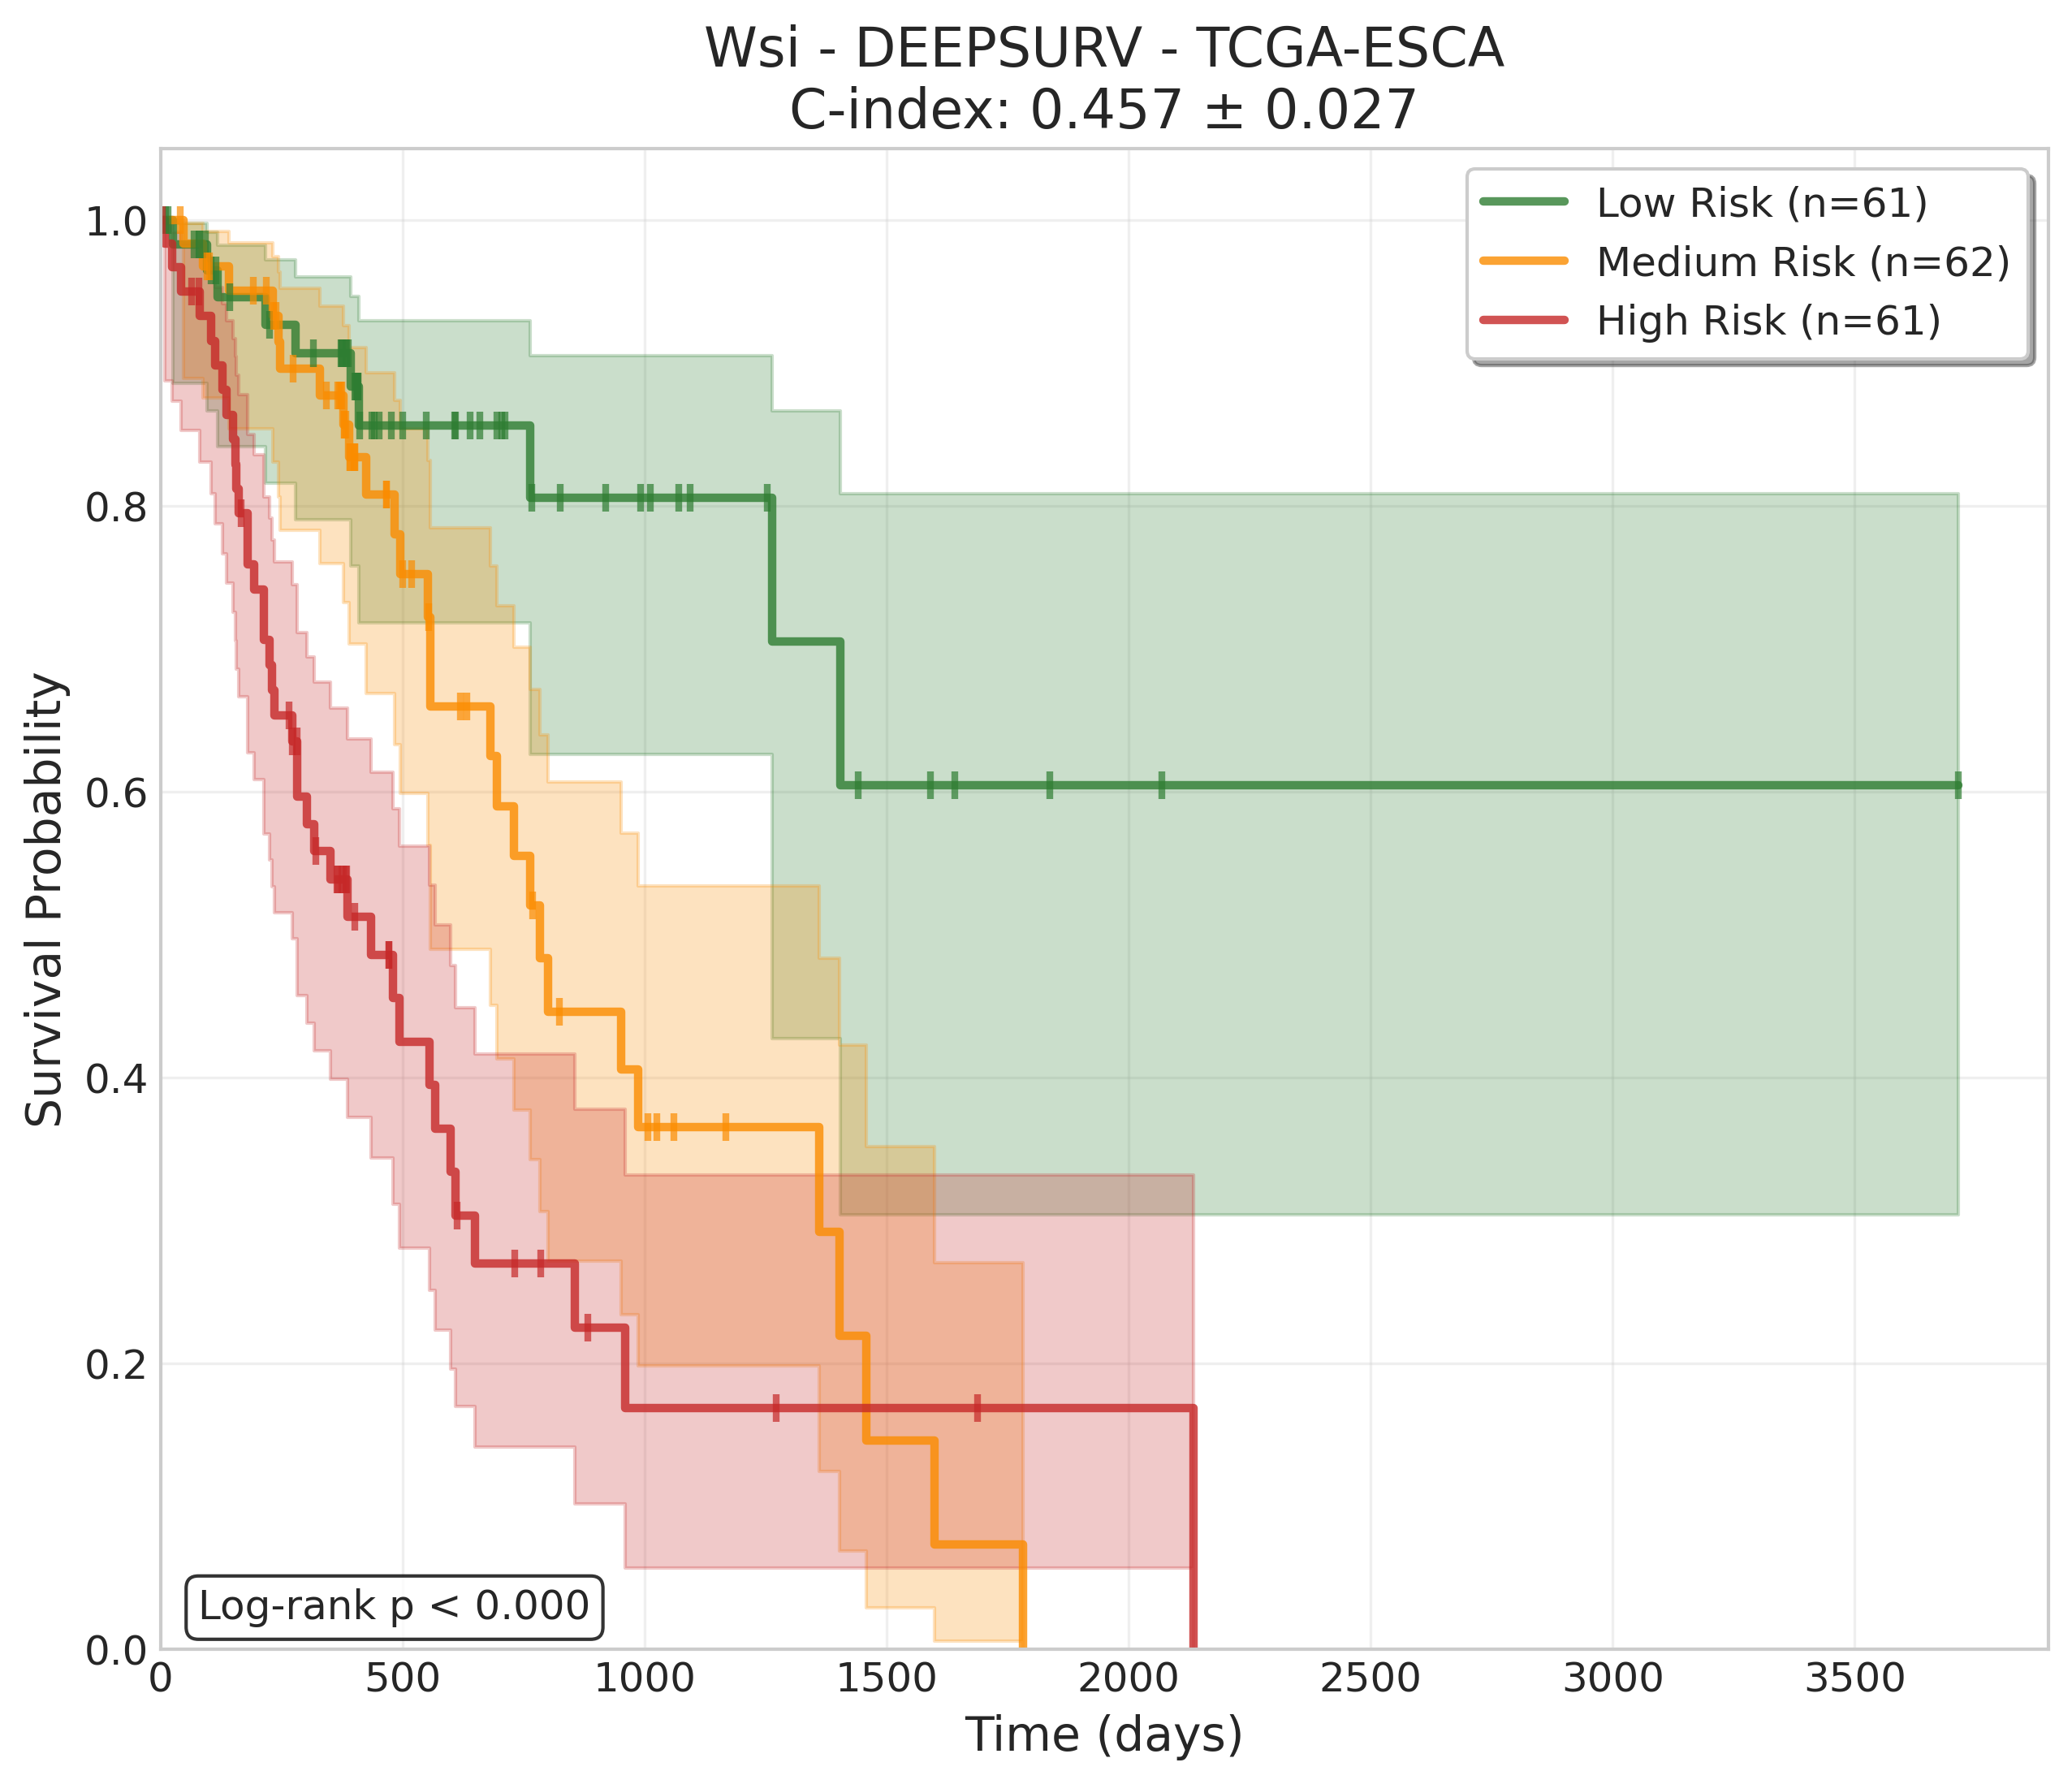 Wsi - DEEPSURV - TCGA-ESCA
C-index: 0.457 ± 0.027
Low Risk (n=61)
Medium Risk (n=62)
High Risk (n=61)
Survival Probability
1.0
0.8
0.6
0.4
0.2
0.0
Log-rank p < 0.000
0 500 1000 1500 2000 2500 3000 3500
Time (days)